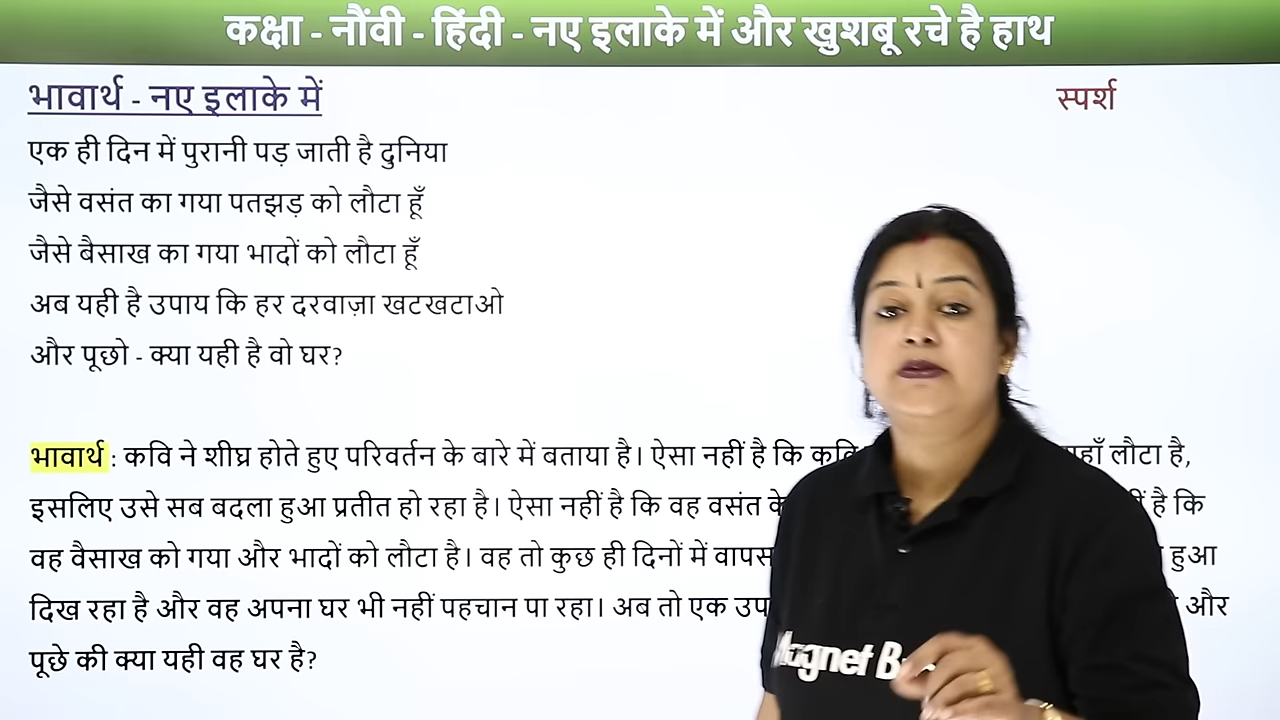 कक्षा - नौंवी - हिंदी - नए इलाके में और खुशबू रचे है हाथ
भावार्थ - नए इलाके में
स्पर्श
एक ही दिन में पुरानी पड़ जाती है दुनिया
जैसे वसंत का गया पतझड़ को लौटा हूँ
जैसे बैसाख का गया भादों को लौटा हूँ
अब यही है उपाय कि हर दरवाज़ा खटखटाओ
और पूछो - क्या यही है वो घर?
भावार्थ : कवि ने शीघ्र होते हुए परिवर्तन के बारे में बताया है। ऐसा नहीं है कि कवि लौटा है,
इसलिए उसे सब बदला हुआ प्रतीत हो रहा है। ऐसा नहीं है कि वह वसंत है कि
वह वैसाख को गया और भादों को लौटा है। वह तो कुछ ही दिनों में वापस हुआ
दिख रहा है और वह अपना घर भी नहीं पहचान पा रहा। अब तो एक और
पूछे की क्या यही वह घर है?
Magnet B